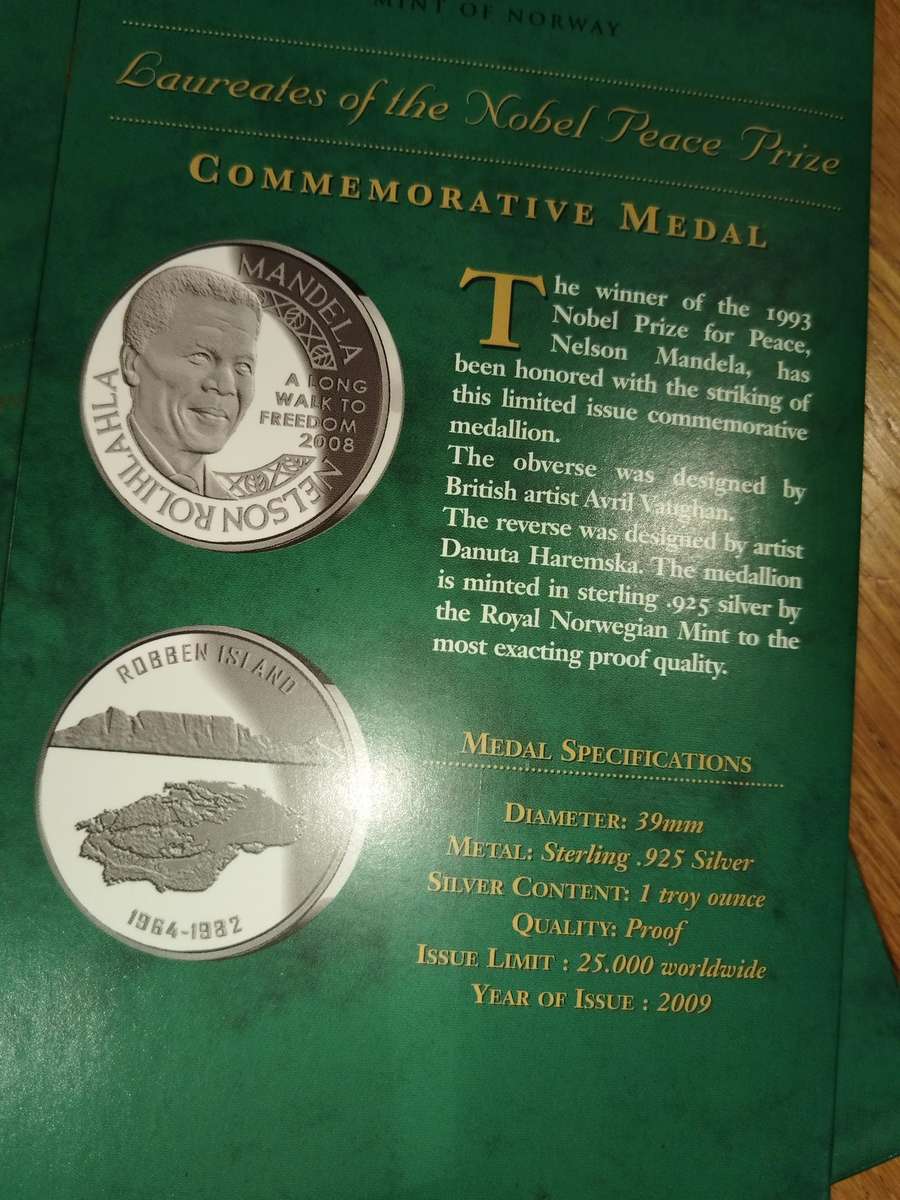 MINT OF NORWAY
Laureates of the Nobel Peace Prize
COMMEMORATIVE MEDAL
MANDELA
A LONG
WALK TO
FREEDOM
2008
NELSON ROLIHLAHLA
The winner of the 1993
Nobel Prize for Peace,
Nelson Mandela, has
been honored with the striking of
this limited issue commemorative
medallion.
The obverse was designed by
British artist Avril Vaughan.
The reverse was designed by artist
Danuta Haremska. The medallion
is minted in sterling .925 silver by
the Royal Norwegian Mint to the
most exacting proof quality.
ROBBEN ISLAND
1964-1982
MEDAL SPECIFICATIONS
DIAMETER: 39mm
METAL: Sterling .925 Silver
SILVER CONTENT: 1 troy ounce
QUALITY: Proof
ISSUE LIMIT : 25.000 worldwide
YEAR OF ISSUE : 2009